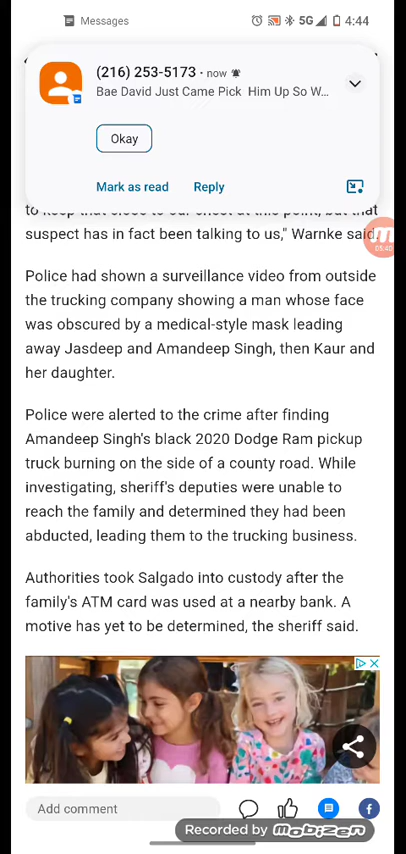 Messages
5G 4:44
(216) 253-5173 · now
Bae David Just Came Pick Him Up So W...
Okay
Mark as read Reply
to keep that close to our chest at this point, but that
suspect has in fact been talking to us," Warnke said.
05:40
Police had shown a surveillance video from outside
the trucking company showing a man whose face
was obscured by a medical-style mask leading
away Jasdeep and Amandeep Singh, then Kaur and
her daughter.
Police were alerted to the crime after finding
Amandeep Singh's black 2020 Dodge Ram pickup
truck burning on the side of a county road. While
investigating, sheriff's deputies were unable to
reach the family and determined they had been
abducted, leading them to the trucking business.
Authorities took Salgado into custody after the
family's ATM card was used at a nearby bank. A
motive has yet to be determined, the sheriff said.
Add comment
Recorded by mobizen